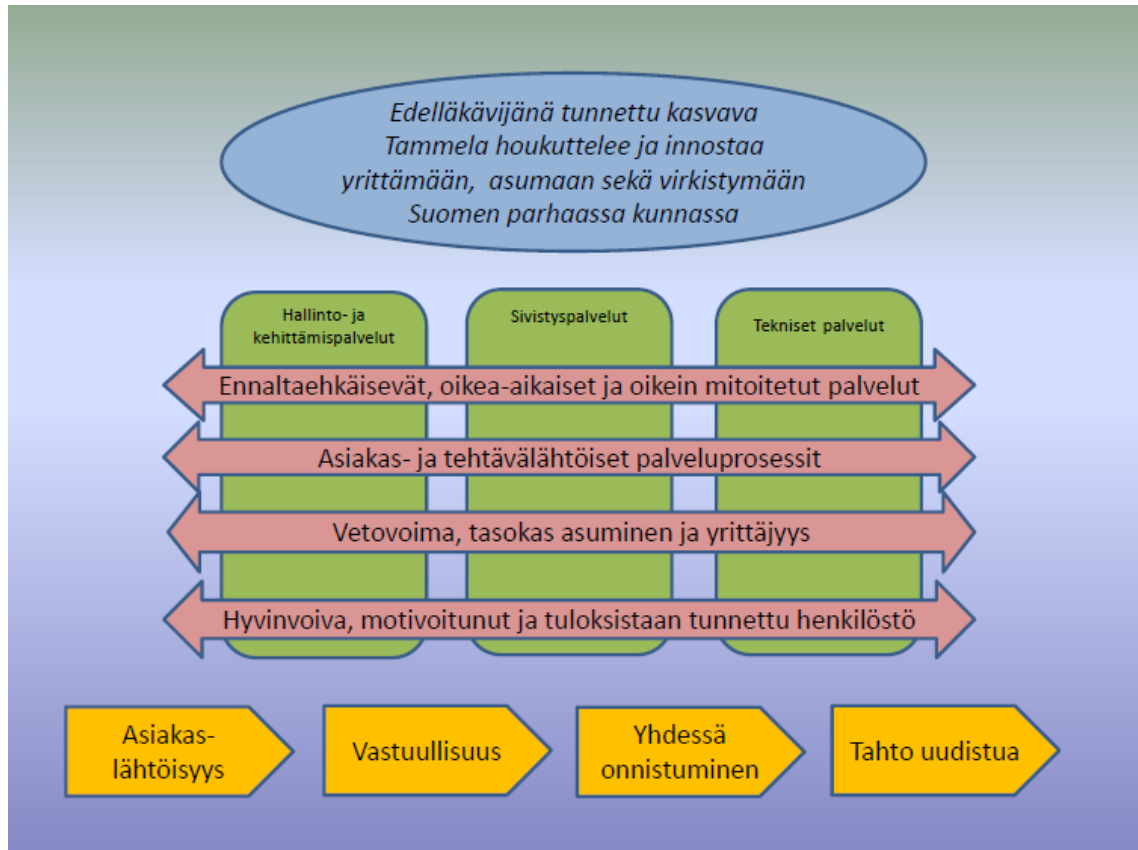 Edelläkävijänä tunnettu kasvava
Tammela houkuttelee ja innostaa
yrittämään, asumaan sekä virkistymään
Suomen parhaassa kunnassa
Hallinto- ja
kehittämispalvelut
Sivistyspalvelut
Tekniset palvelut
Ennaltaehkäisevät, oikea-aikaiset ja oikein mitoitetut palvelut
Asiakas- ja tehtävälähtöiset palveluprosessit
Vetovoima, tasokas asuminen ja yrittäjyys
Hyvinvoiva, motivoitunut ja tuloksistaan tunnettu henkilöstö
Asiakas-
lähtöisyys
Vastuullisuus
Yhdessä
onnistuminen
Tahto uudistua